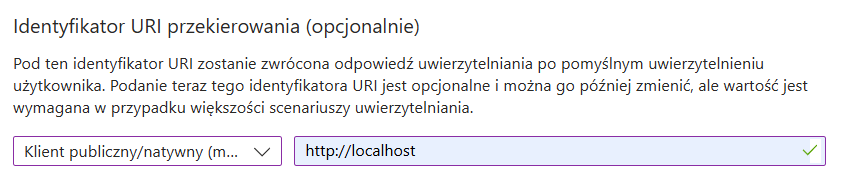 Identyfikator URI przekierowania (opcjonalnie)
Pod ten identyfikator URI zostanie zwrócona odpowiedź uwierzytelniania po pomyślnym uwierzytelnieniu
użytkownika. Podanie teraz tego identyfikatora URI jest opcjonalne i można go później zmienić, ale wartość jest
wymagana w przypadku większości scenariuszy uwierzytelniania.
Klient publiczny/natywny (m... http://localhost